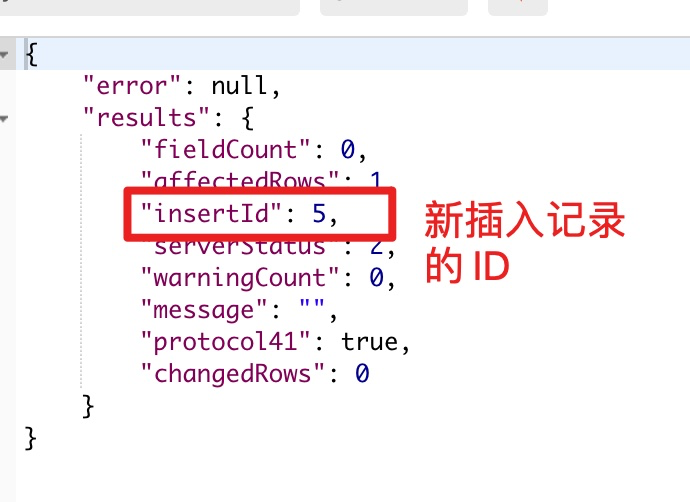 {
"error": null,
"results": {
"fieldCount": 0,
"affectedRows": 1
"insertId": 5,
"serverStatus": 2,
"warningCount": 0,
"message": "",
"protocol41": true,
"changedRows": 0
}
}
新插入记录
的 ID